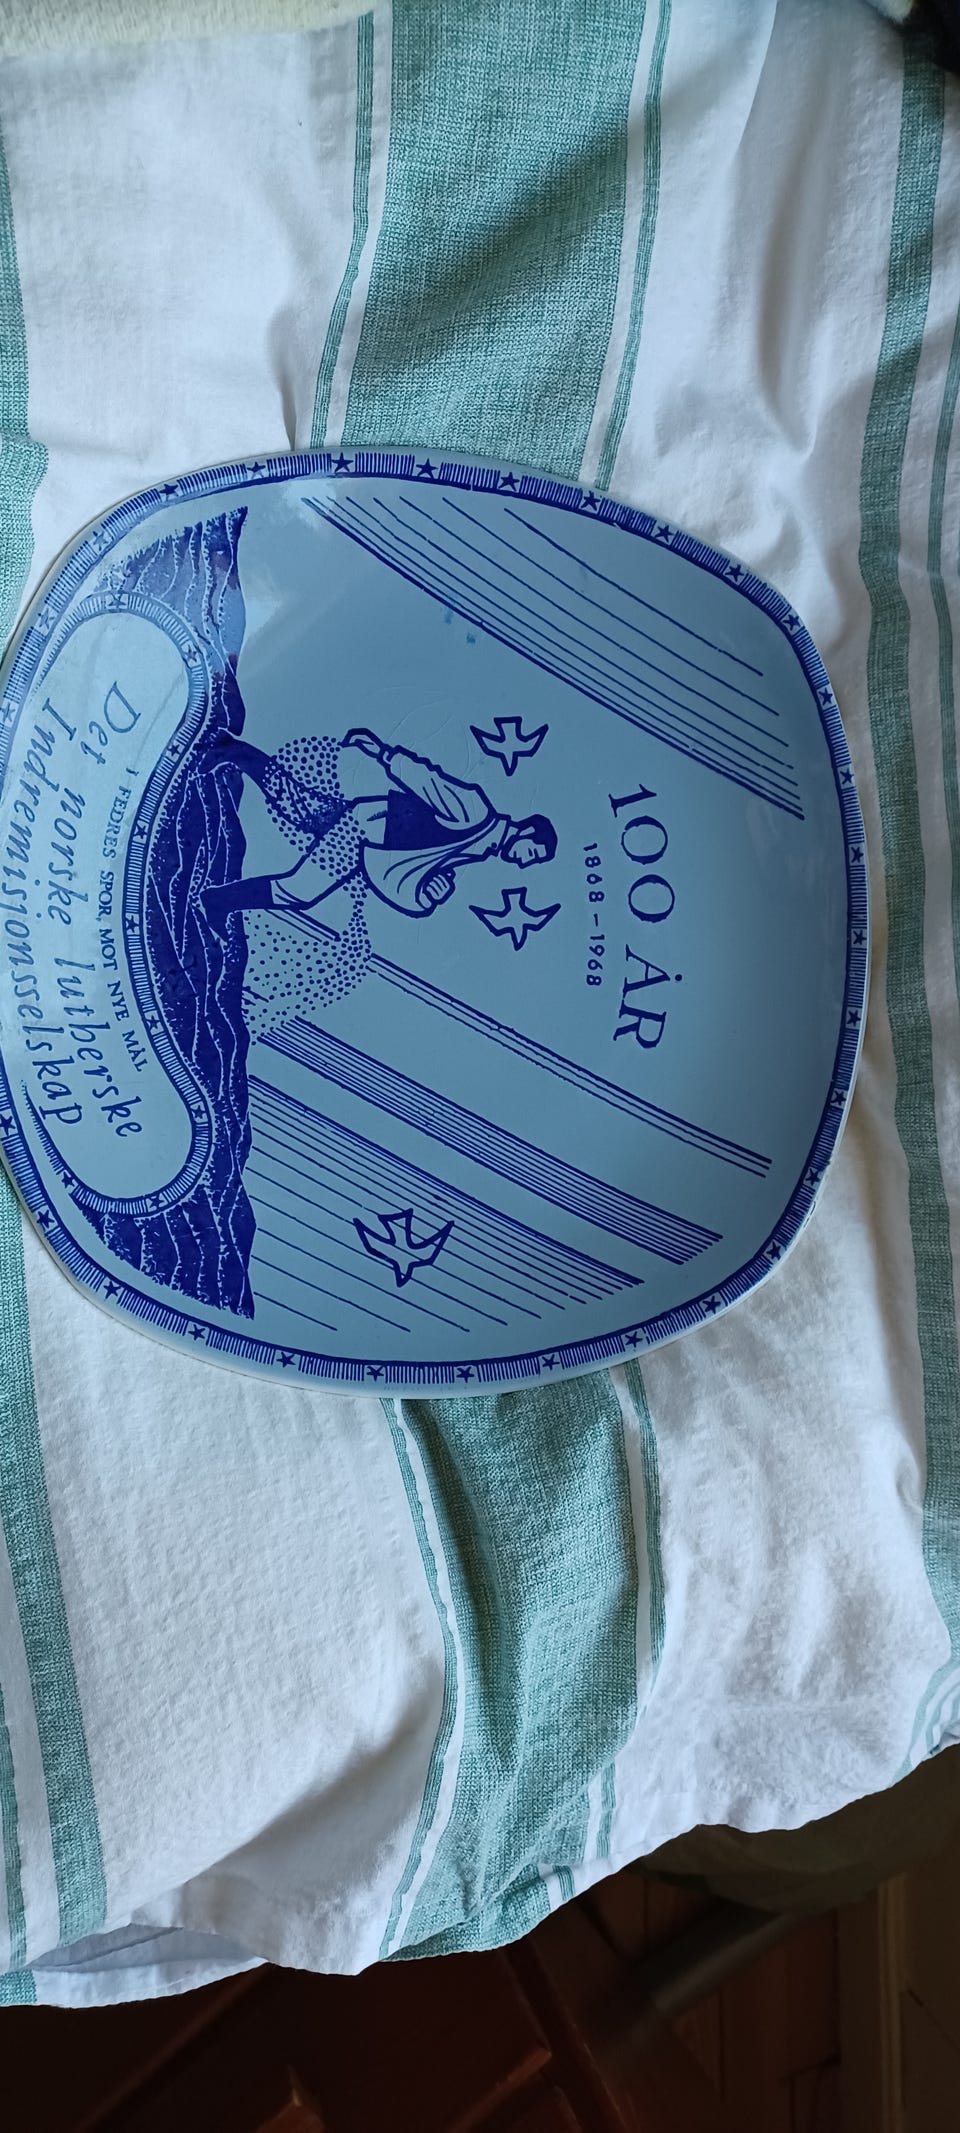 100 ÅR
1868-1968
I FEDRES SPOR, MOT NYE MÅL
Det norske lutherske
Indremisjonsselskap